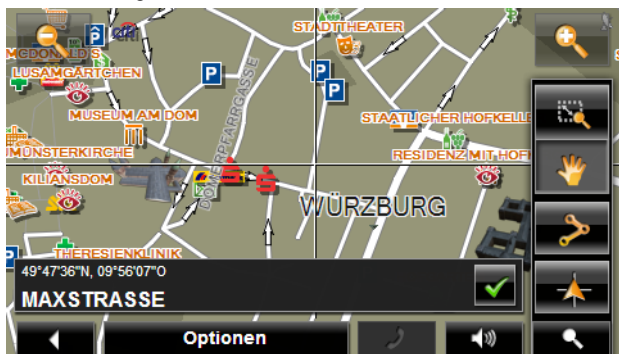 STADTTHEATER
MCDONALD'S
LUSAMGÄRTCHEN
P
P
P
P
P
MUSEUM AM DOM
STAATLICHER HOFKELLE
DOMERPFARRGASSE
MÜNSTERKIRCHE
RESIDENZ MIT HOF
KILIANSDOM
WÜRZBURG
THERESIENKLINIK
49°47'36"N, 09°56'07"O
MAXSTRASSE
Optionen